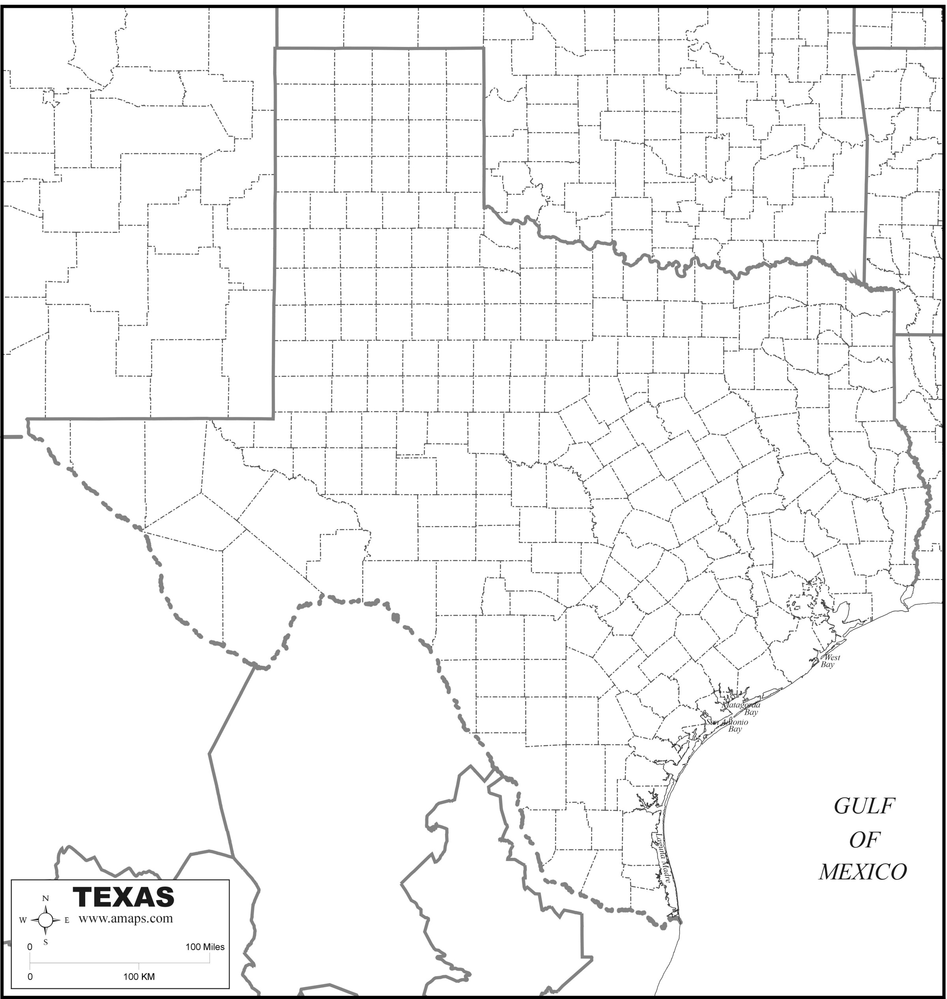 West
Bay
Matagorda
Bay
San Antonio
Bay
GULF
OF
MEXICO
Laguna Madre
TEXAS
www.amaps.com
N
W
E
S
0
100 Miles
0
100 KM